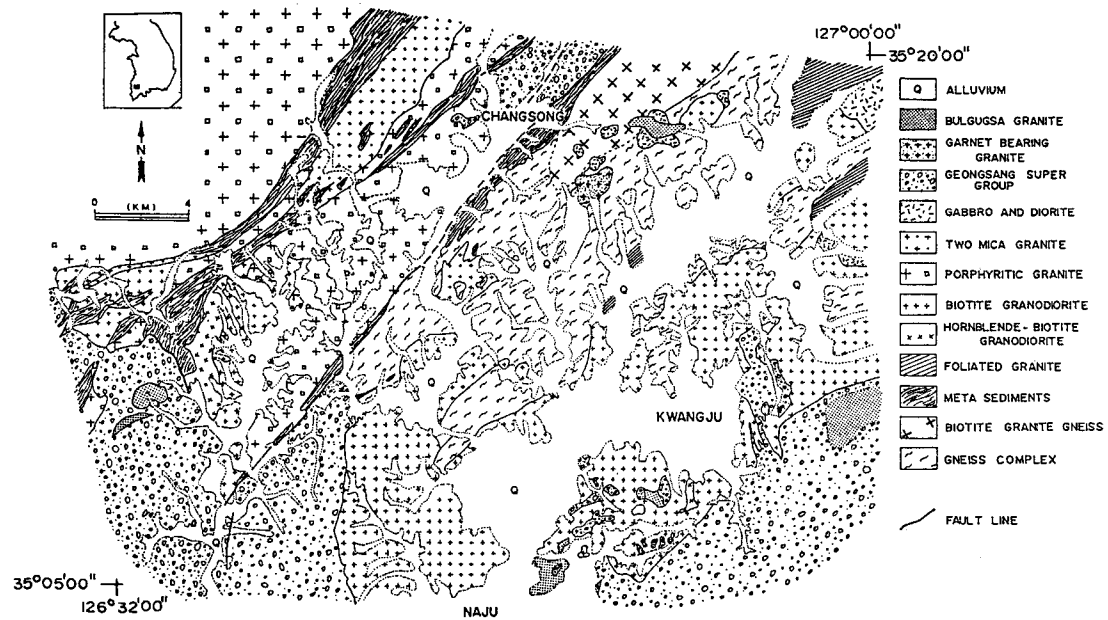 127°00'00"
35°20'00"
N
0 (KM) 4
CHANGSONG
Q
Q
Q
Q
Q
Q
Q
Q
Q
KWANGJU
NAJU
35°05'00"
126°32'00"
Q ALLUVIUM
BULGUGSA GRANITE
GARNET BEARING
GRANITE
GEONGSANG SUPER
GROUP
GABBRO AND DIORITE
TWO MICA GRANITE
PORPHYRITIC GRANITE
BIOTITE GRANODIORITE
HORNBLENDE-BIOTITE
GRANODIORITE
FOLIATED GRANITE
META SEDIMENTS
BIOTITE GRANTE GNEISS
GNEISS COMPLEX
FAULT LINE